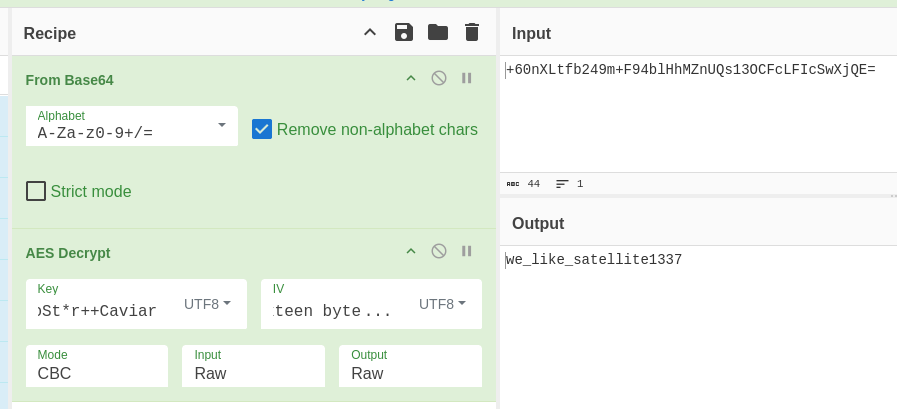 Recipe
From Base64
Alphabet
A-Za-z0-9+/=
Remove non-alphabet chars
Strict mode
AES Decrypt
Key
St*r++Caviar
UTF8
IV
teen byte...
UTF8
Mode
CBC
Input
Raw
Output
Raw
Input
+60nXLtfb249m+F94blHhMZnUQs13OCFcLFIcSwXjQE=
ABC 44
1
Output
we_like_satellite1337